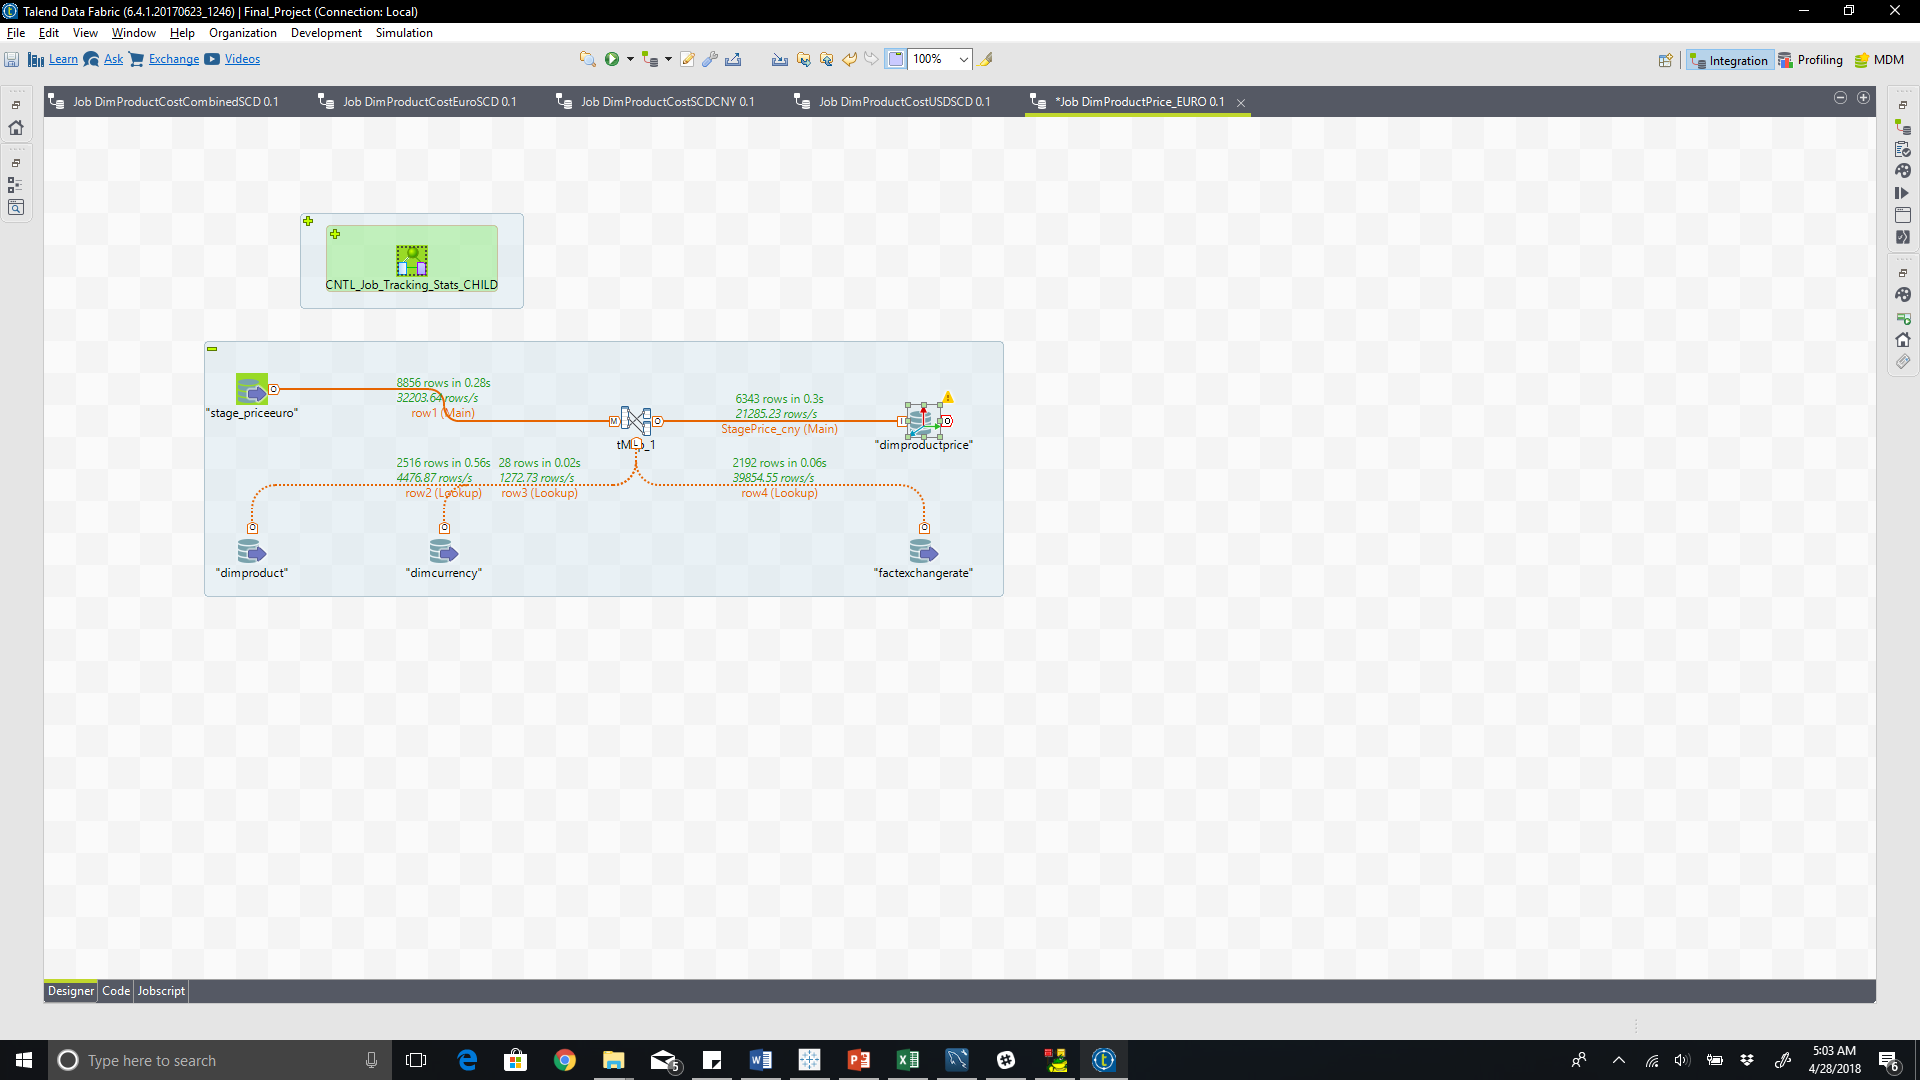 Talend Data Fabric (6.4.1.20170623_1246) | Final_Project (Connection: Local)
File Edit View Window Help Organization Development Simulation
Learn Ask Exchange Videos 100% Integration Profiling MDM
Job DimProductCostCombinedSCD 0.1 Job DimProductCostEuroSCD 0.1 Job DimProductCostSCDCNY 0.1 Job DimProductCostUSDSCD 0.1 *Job DimProductPrice_EURO 0.1
CNTL_Job_Tracking_Stats_CHILD
8856 rows in 0.28s
32203.64 rows/s
row1 (Main)
"stage_priceeuro"
6343 rows in 0.3s
21285.23 rows/s
StagePrice_cny (Main)
M O I O
tMap_1 "dimproductprice"
2516 rows in 0.56s 28 rows in 0.02s 2192 rows in 0.06s
4476.87 rows/s 1272.73 rows/s 39854.55 rows/s
row2 (Lookup) row3 (Lookup) row4 (Lookup)
O O O
"dimproduct" "dimcurrency" "factexchangerate"
Designer Code Jobscript
Type here to search
5
5:03 AM
4/28/2018
6